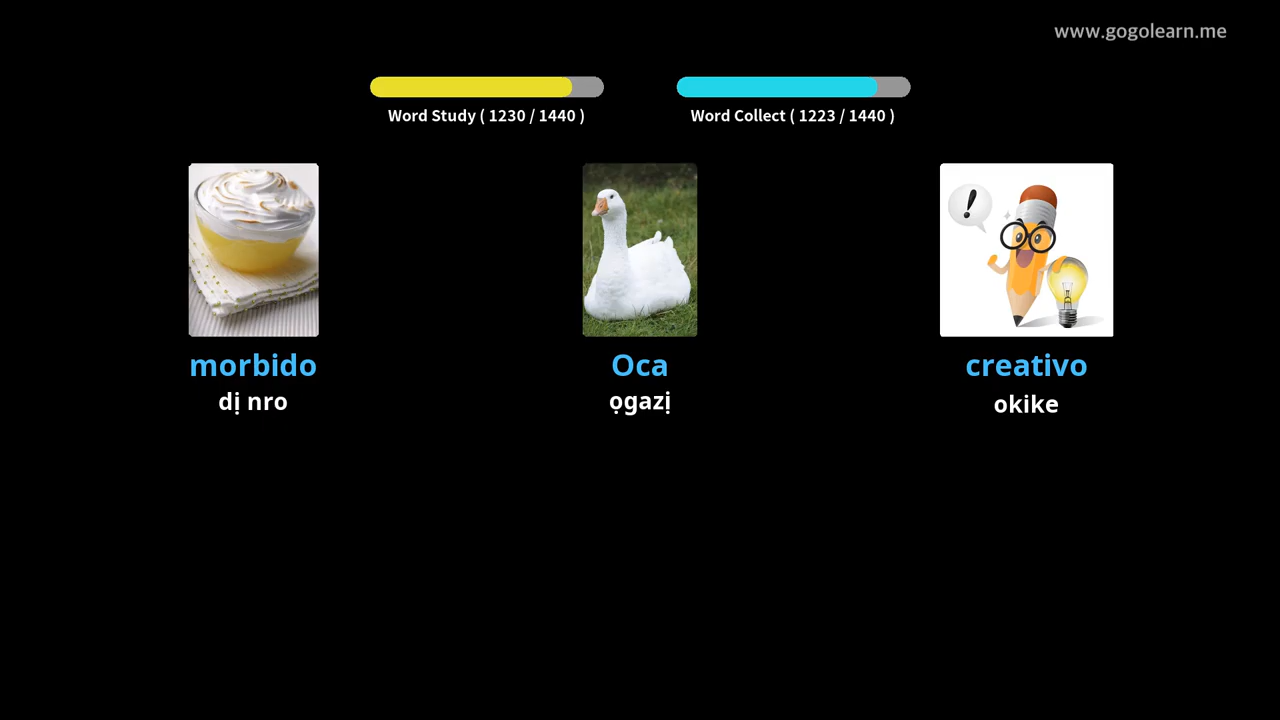 www.gogolearn.me
Word Study ( 1230 / 1440 )
Word Collect ( 1223 / 1440 )
morbido
Oca
creativo
dị nro
ọgazị
okike